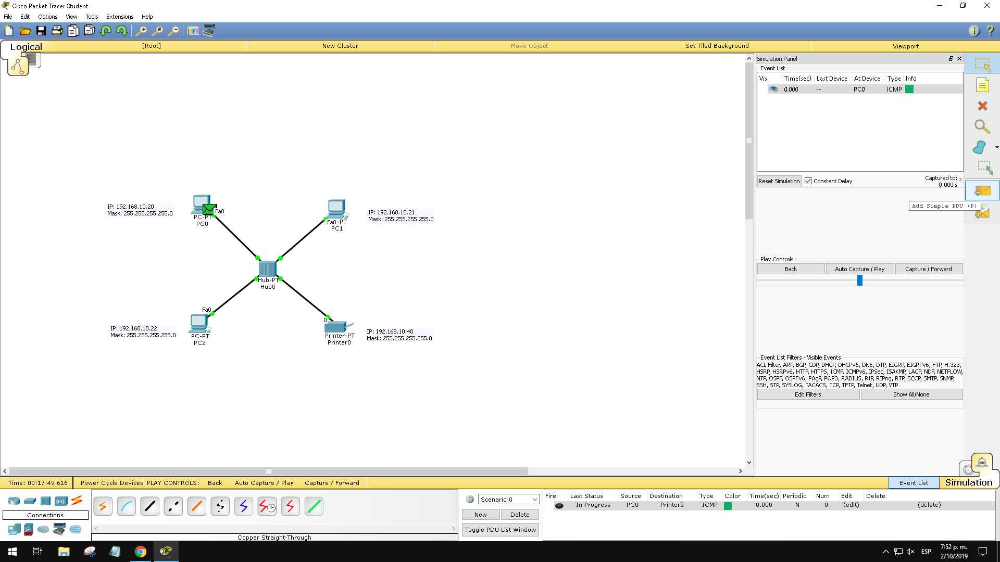 Cisco Packet Tracer Student
File Edit Options View Tools Extensions Help
Logical [Root] New Cluster Move Object Set Tiled Background Viewport
Simulation Panel
Event List
Vis. Time(sec) Last Device At Device Type Info
0.000 -- PC0 ICMP
Reset Simulation Constant Delay
Captured to:
0.000 s
Add Simple PDU (P)
IP: 192.168.10.20
Mask: 255.255.255.255.0
Fa0
PC-PT
PC0
Fa0-PT
PC1
IP: 192.168.10.21
Mask: 255.255.255.255.0
Hub-PT
Hub0
Fa0
PC-PT
PC2
IP: 192.168.10.22
Mask: 255.255.255.255.0
0
Printer-PT
Printer0
IP: 192.168.10.40
Mask: 255.255.255.255.0
Play Controls
Back Auto Capture / Play Capture / Forward
Event List Filters - Visible Events
ACL Filter, ARP, BGP, CDP, DHCP, DHCPv6, DNS, DTP, EIGRP, EIGRPv6, FTP, H.323,
HSRP, HSRPv6, HTTP, HTTPS, ICMP, ICMPv6, IPSec, ISAKMP, LACP, NDP, NETFLOW,
NTP, OSPF, OSPFv6, PAgP, POP3, RADIUS, RIP, RIPng, RTP, SCCP, SMTP, SNMP,
SSH, STP, SYSLOG, TACACS, TCP, TFTP, Telnet, UDP, VTP
Edit Filters Show All/None
Time: 00:17:49.616 Power Cycle Devices PLAY CONTROLS: Back Auto Capture / Play Capture / Forward Event List Simulation
Connections
Copper Straight-Through
Scenario 0
New Delete
Toggle PDU List Window
Fire Last Status Source Destination Type Color Time(sec) Periodic Num Edit Delete
In Progress PC0 Printer0 ICMP 0.000 N 0 (edit) (delete)
ESP
7:52 p. m.
2/10/2019